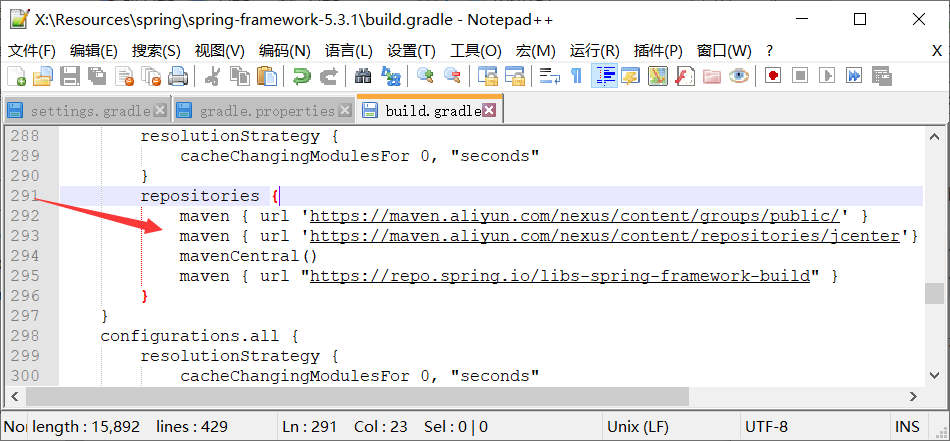 X:\Resources\spring\spring-framework-5.3.1\build.gradle - Notepad++
文件(F) 编辑(E) 搜索(S) 视图(V) 编码(N) 语言(L) 设置(T) 工具(O) 宏(M) 运行(R) 插件(P) 窗口(W) ? X
settings.gradle gradle.properties build.gradle
288 resolutionStrategy {
289 cacheChangingModulesFor 0, "seconds"
290 }
291 repositories {
292 maven { url 'https://maven.aliyun.com/nexus/content/groups/public/' }
293 maven { url 'https://maven.aliyun.com/nexus/content/repositories/jcenter'}
294 mavenCentral()
295 maven { url "https://repo.spring.io/libs-spring-framework-build" }
296 }
297 }
298 configurations.all {
299 resolutionStrategy {
300 cacheChangingModulesFor 0, "seconds"
Nor length : 15,892 lines : 429 Ln : 291 Col : 23 Sel : 0 | 0 Unix (LF) UTF-8 INS